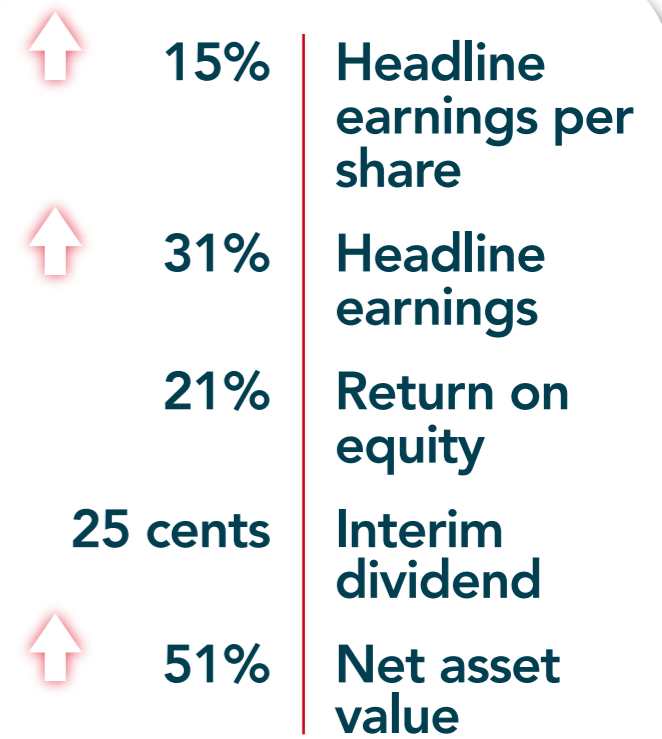 15% Headline
earnings per
share
31% Headline
earnings
21% Return on
equity
25 cents Interim
dividend
51% Net asset
value